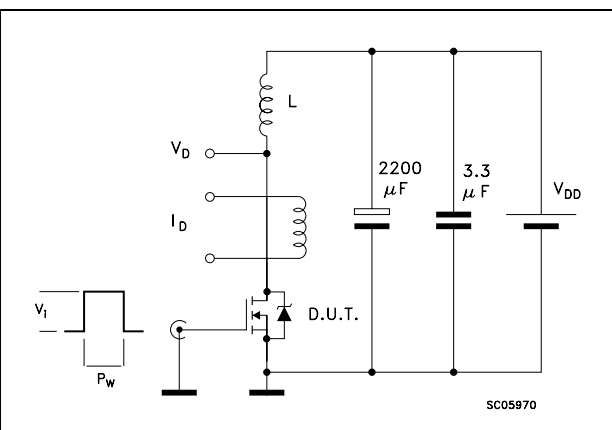 L
V_D
2200
μF
3.3
μF
V_DD
I_D
V_i
D.U.T.
P_W
SC05970